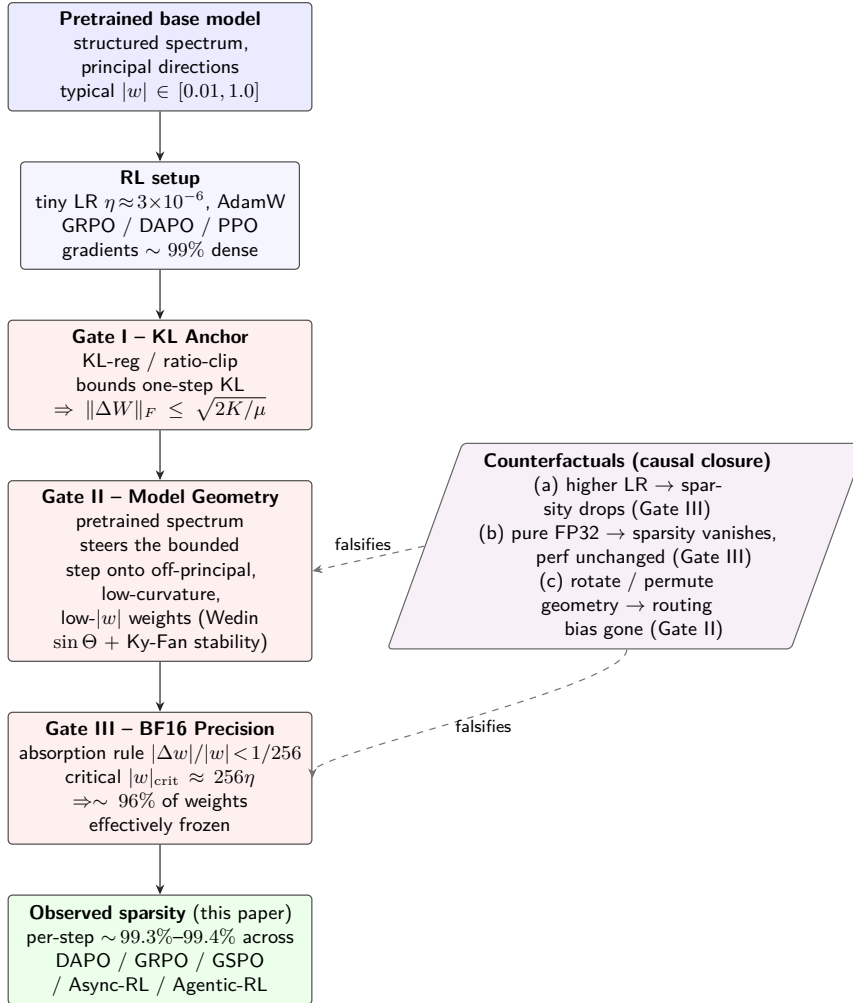 Pretrained base model
structured spectrum,
principal directions
typical |w| ∈ [0.01, 1.0]
RL setup
tiny LR η ≈ 3×10⁻⁶, AdamW
GRPO / DAPO / PPO
gradients ∼ 99% dense
Gate I – KL Anchor
KL-reg / ratio-clip
bounds one-step KL
⇒ ‖ΔW‖_F ≤ √(2K/μ)
Gate II – Model Geometry
pretrained spectrum
steers the bounded
step onto off-principal,
low-curvature,
low-|w| weights (Wedin
sin Θ + Ky-Fan stability)
falsifies
Counterfactuals (causal closure)
(a) higher LR → spar-
sity drops (Gate III)
(b) pure FP32 → sparsity vanishes,
perf unchanged (Gate III)
(c) rotate / permute
geometry → routing
bias gone (Gate II)
falsifies
Gate III – BF16 Precision
absorption rule |Δw|/|w| < 1/256
critical |w|_crit ≈ 256η
⇒∼ 96% of weights
effectively frozen
Observed sparsity (this paper)
per-step ∼ 99.3%–99.4% across
DAPO / GRPO / GSPO
/ Async-RL / Agentic-RL